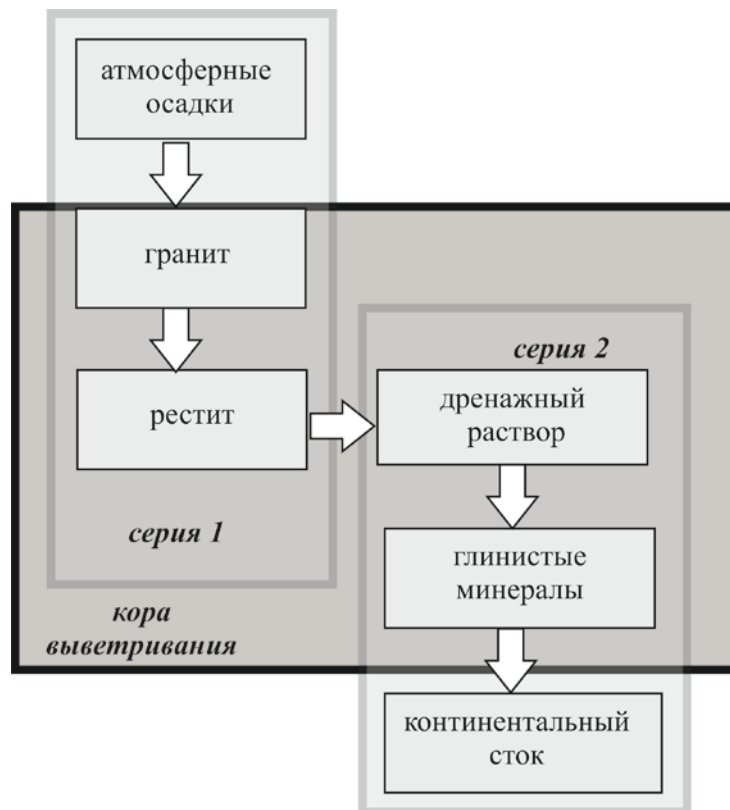 атмосферные
осадки
гранит
рестит
серия 1
серия 2
дренажный
раствор
глинистые
минералы
кора
выветривания
континентальный
сток